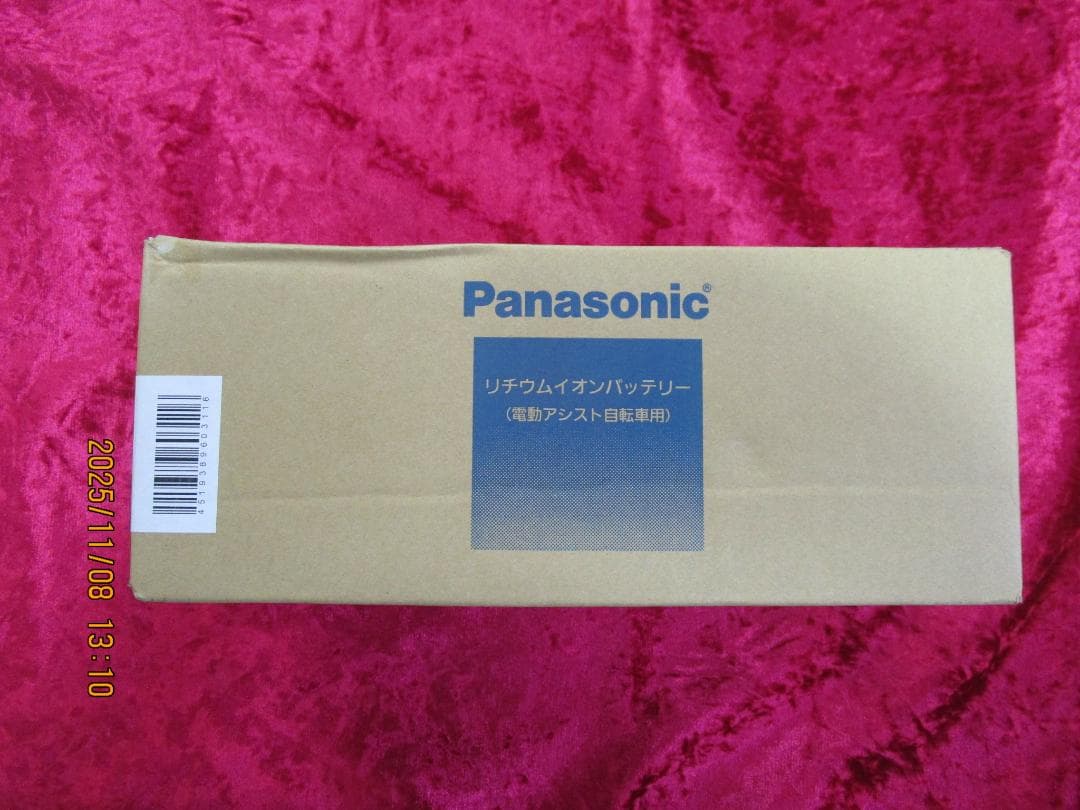 Panasonic®
リチウムイオンバッテリー
（電動アシスト自転車用）
4519389603116
2025/11/08 13:10